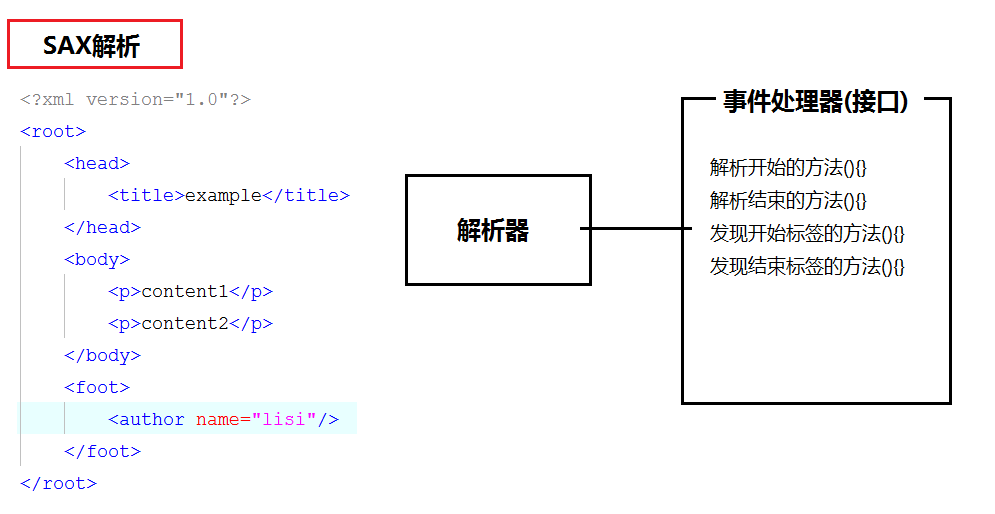 SAX解析
<?xml version="1.0"?>
<root>
<head>
<title>example</title>
</head>
<body>
<p>content1</p>
<p>content2</p>
</body>
<foot>
<author name="lisi"/>
</foot>
</root>
解析器
事件处理器(接口)
解析开始的方法(){}
解析结束的方法(){}
发现开始标签的方法(){}
发现结束标签的方法(){}